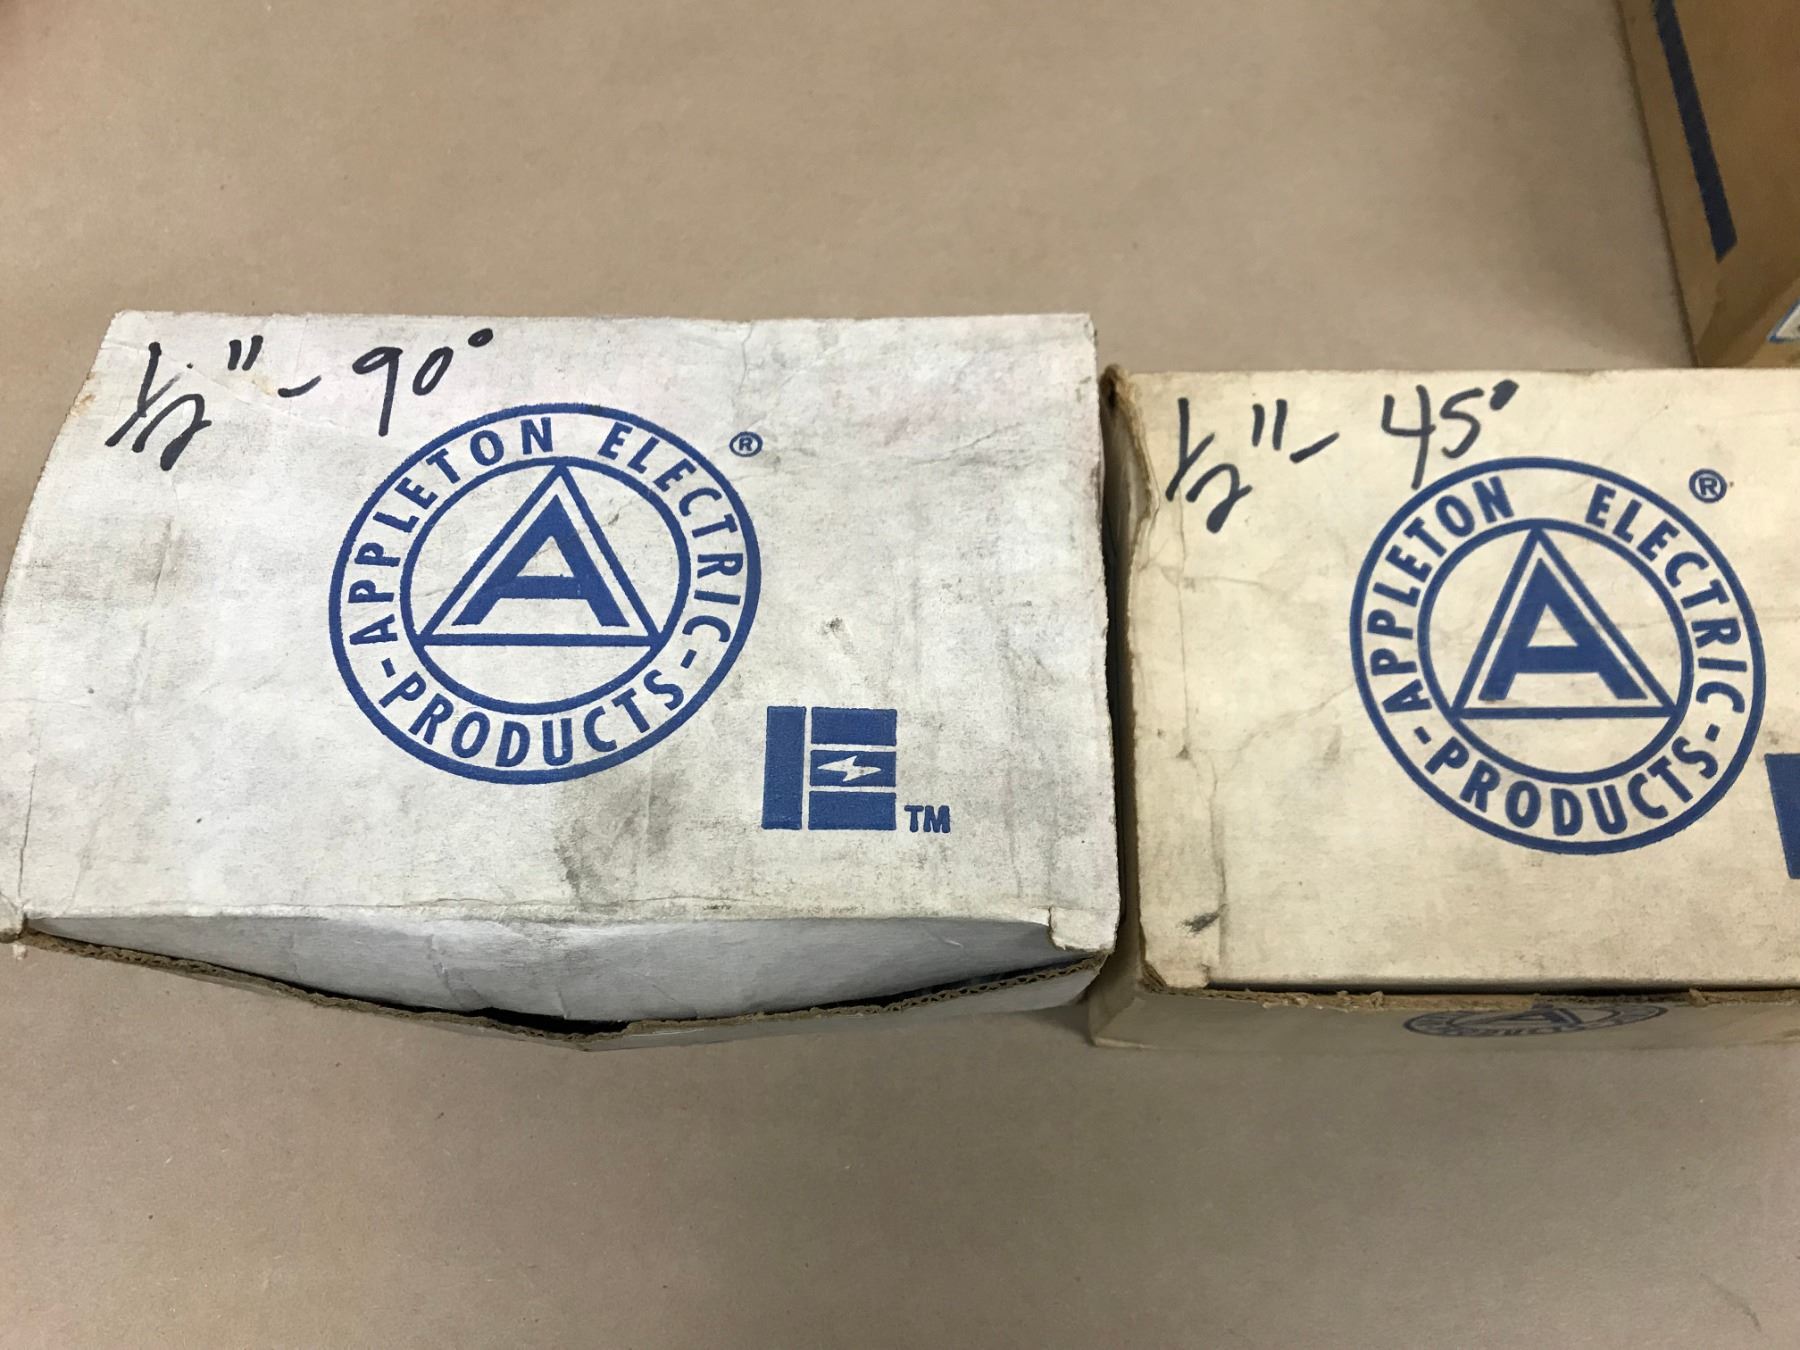 1/2" - 90°
APPLETON ELECTRIC
- PRODUCTS -
®
A
TM
1/2" - 45°
APPLETON ELECTRIC
- PRODUCTS -
®
A